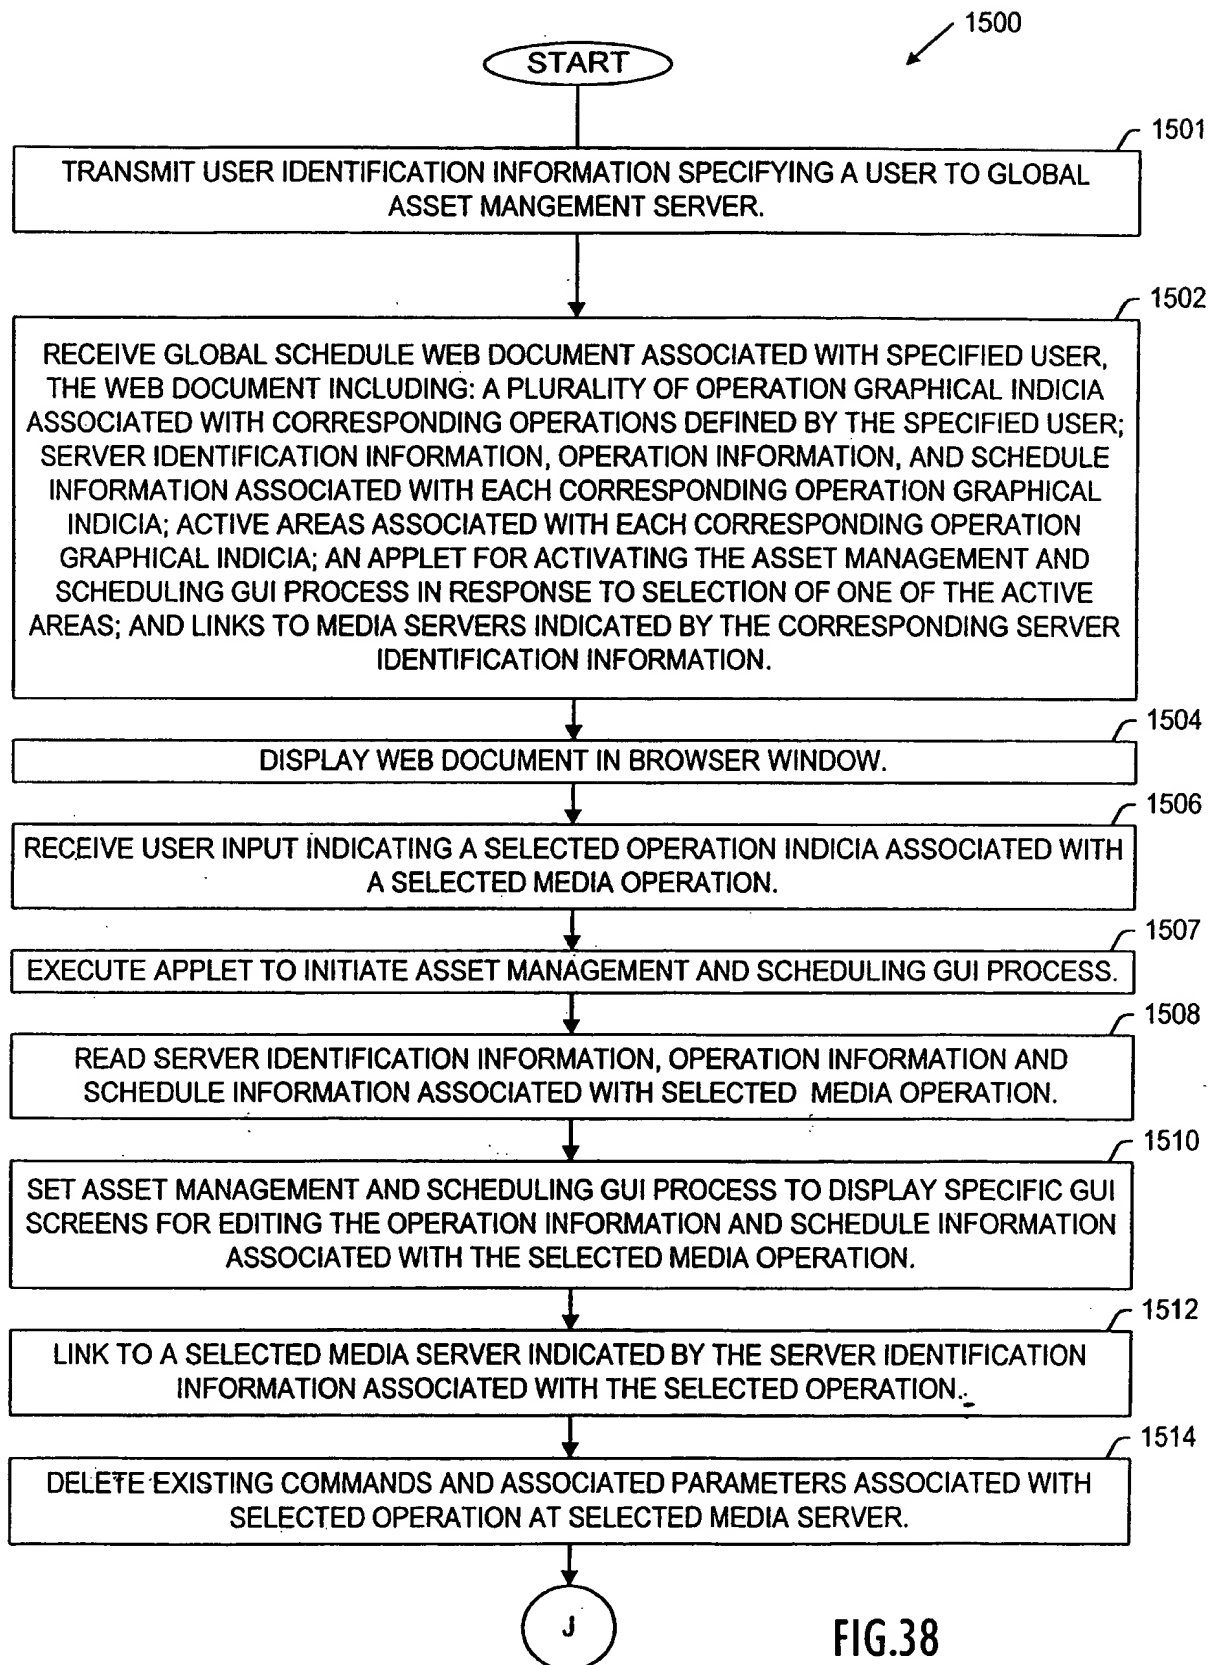 1500
START
1501
TRANSMIT USER IDENTIFICATION INFORMATION SPECIFYING A USER TO GLOBAL
ASSET MANGEMENT SERVER.
1502
RECEIVE GLOBAL SCHEDULE WEB DOCUMENT ASSOCIATED WITH SPECIFIED USER,
THE WEB DOCUMENT INCLUDING: A PLURALITY OF OPERATION GRAPHICAL INDICIA
ASSOCIATED WITH CORRESPONDING OPERATIONS DEFINED BY THE SPECIFIED USER;
SERVER IDENTIFICATION INFORMATION, OPERATION INFORMATION, AND SCHEDULE
INFORMATION ASSOCIATED WITH EACH CORRESPONDING OPERATION GRAPHICAL
INDICIA; ACTIVE AREAS ASSOCIATED WITH EACH CORRESPONDING OPERATION
GRAPHICAL INDICIA; AN APPLET FOR ACTIVATING THE ASSET MANAGEMENT AND
SCHEDULING GUI PROCESS IN RESPONSE TO SELECTION OF ONE OF THE ACTIVE
AREAS; AND LINKS TO MEDIA SERVERS INDICATED BY THE CORRESPONDING SERVER
IDENTIFICATION INFORMATION.
1504
DISPLAY WEB DOCUMENT IN BROWSER WINDOW.
1506
RECEIVE USER INPUT INDICATING A SELECTED OPERATION INDICIA ASSOCIATED WITH
A SELECTED MEDIA OPERATION.
1507
EXECUTE APPLET TO INITIATE ASSET MANAGEMENT AND SCHEDULING GUI PROCESS.
1508
READ SERVER IDENTIFICATION INFORMATION, OPERATION INFORMATION AND
SCHEDULE INFORMATION ASSOCIATED WITH SELECTED MEDIA OPERATION.
1510
SET ASSET MANAGEMENT AND SCHEDULING GUI PROCESS TO DISPLAY SPECIFIC GUI
SCREENS FOR EDITING THE OPERATION INFORMATION AND SCHEDULE INFORMATION
ASSOCIATED WITH THE SELECTED MEDIA OPERATION.
1512
LINK TO A SELECTED MEDIA SERVER INDICATED BY THE SERVER IDENTIFICATION
INFORMATION ASSOCIATED WITH THE SELECTED OPERATION.
1514
DELETE EXISTING COMMANDS AND ASSOCIATED PARAMETERS ASSOCIATED WITH
SELECTED OPERATION AT SELECTED MEDIA SERVER.
J
FIG.38